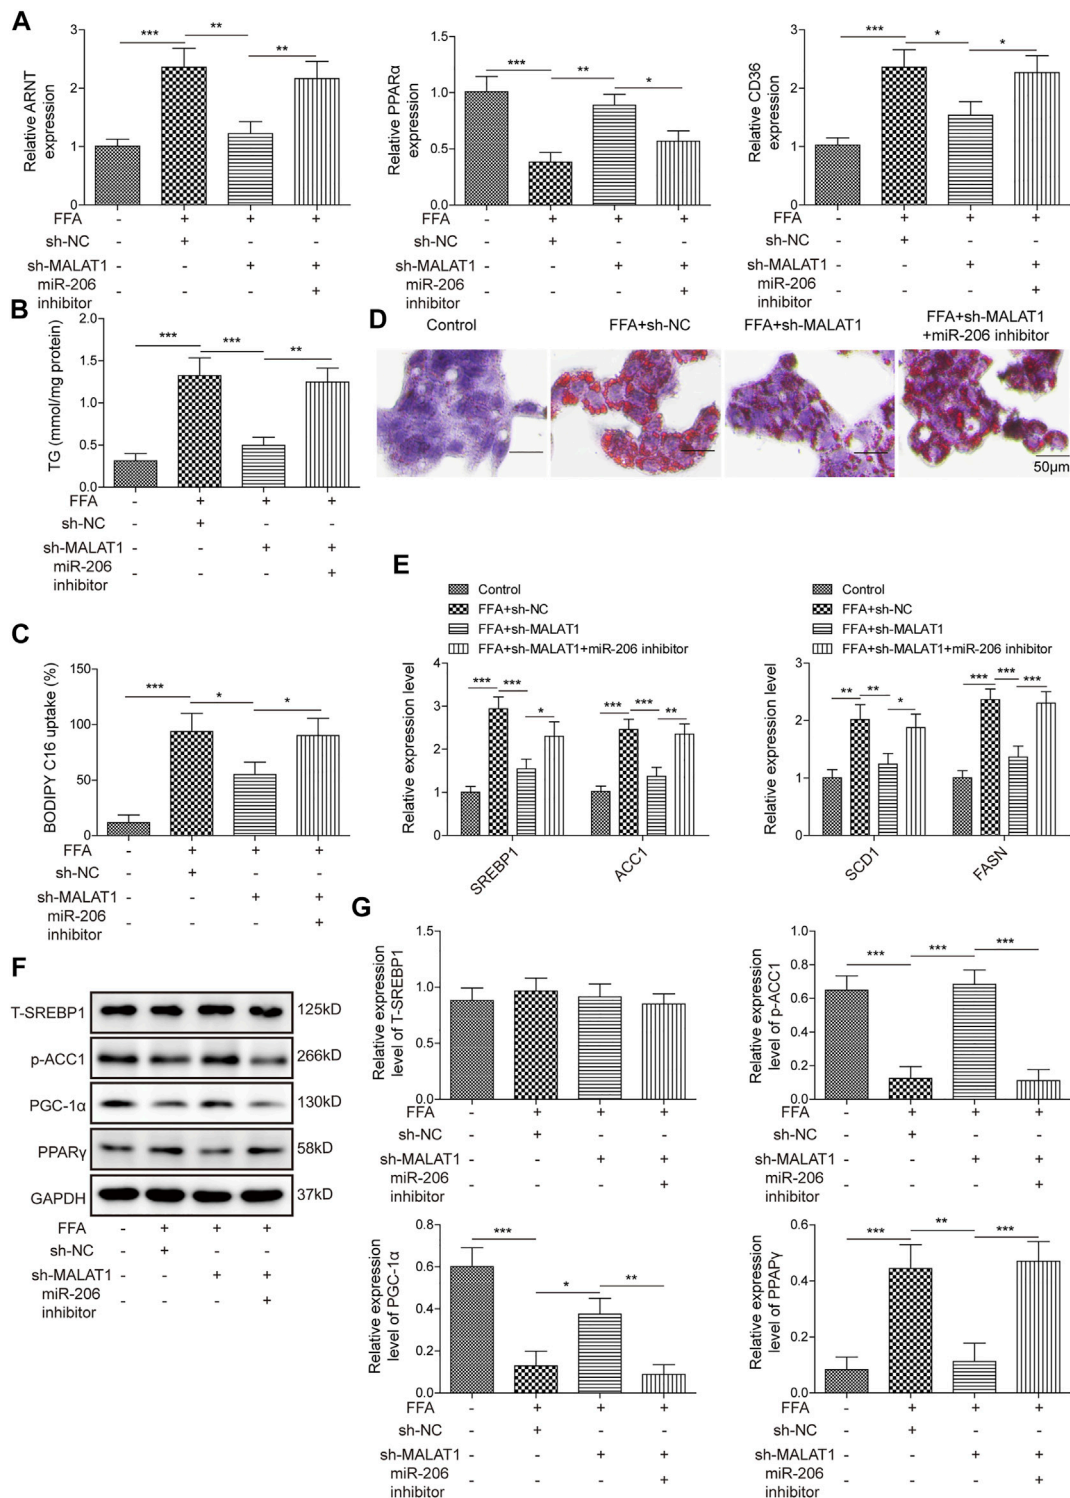 A
Relative ARNT
expression
3
2
1
0
*** ** **
FFA - + + +
sh-NC - + - -
sh-MALAT1 - - + +
miR-206
inhibitor - - - +
Relative PPARα
expression
1.5
1.0
0.5
0.0
*** ** *
FFA - + + +
sh-NC - + - -
sh-MALAT1 - - + +
miR-206
inhibitor - - - +
Relative CD36
expression
3
2
1
0
*** * *
FFA - + + +
sh-NC - + - -
sh-MALAT1 - - + +
miR-206
inhibitor - - - +
B
TG (mmol/mg protein)
2.0
1.5
1.0
0.5
0.0
*** *** **
FFA - + + +
sh-NC - + - -
sh-MALAT1 - - + +
miR-206
inhibitor - - - +
D
Control
FFA+sh-NC
FFA+sh-MALAT1
FFA+sh-MALAT1
+miR-206 inhibitor
50μm
C
BODIPY C16 uptake (%)
150
100
50
0
*** * *
FFA - + + +
sh-NC - + - -
sh-MALAT1 - - + +
miR-206
inhibitor - - - +
E
Control
FFA+sh-NC
FFA+sh-MALAT1
FFA+sh-MALAT1+miR-206 inhibitor
Relative expression level
4
3
2
1
0
*** *** * *** *** **
SREBP1 ACC1
Control
FFA+sh-NC
FFA+sh-MALAT1
FFA+sh-MALAT1+miR-206 inhibitor
Relative expression level
3
2
1
0
** ** * *** *** ***
SCD1 FASN
F
T-SREBP1 125kD
p-ACC1 266kD
PGC-1α 130kD
PPARγ 58kD
GAPDH 37kD
FFA - + + +
sh-NC - + - -
sh-MALAT1 - - + +
miR-206
inhibitor - - - +
G
Relative expression
level of T-SREBP1
1.5
1.0
0.5
0.0
FFA - + + +
sh-NC - + - -
sh-MALAT1 - - + +
miR-206
inhibitor - - - +
Relative expression
level of p-ACC1
1.0
0.8
0.6
0.4
0.2
0.0
*** *** ***
FFA - + + +
sh-NC - + - -
sh-MALAT1 - - + +
miR-206
inhibitor - - - +
Relative expression
level of PGC-1α
0.8
0.6
0.4
0.2
0.0
*** * **
FFA - + + +
sh-NC - + - -
sh-MALAT1 - - + +
miR-206
inhibitor - - - +
Relative expression
level of PPAPγ
0.6
0.4
0.2
0.0
*** ** ***
FFA - + + +
sh-NC - + - -
sh-MALAT1 - - + +
miR-206
inhibitor - - - +